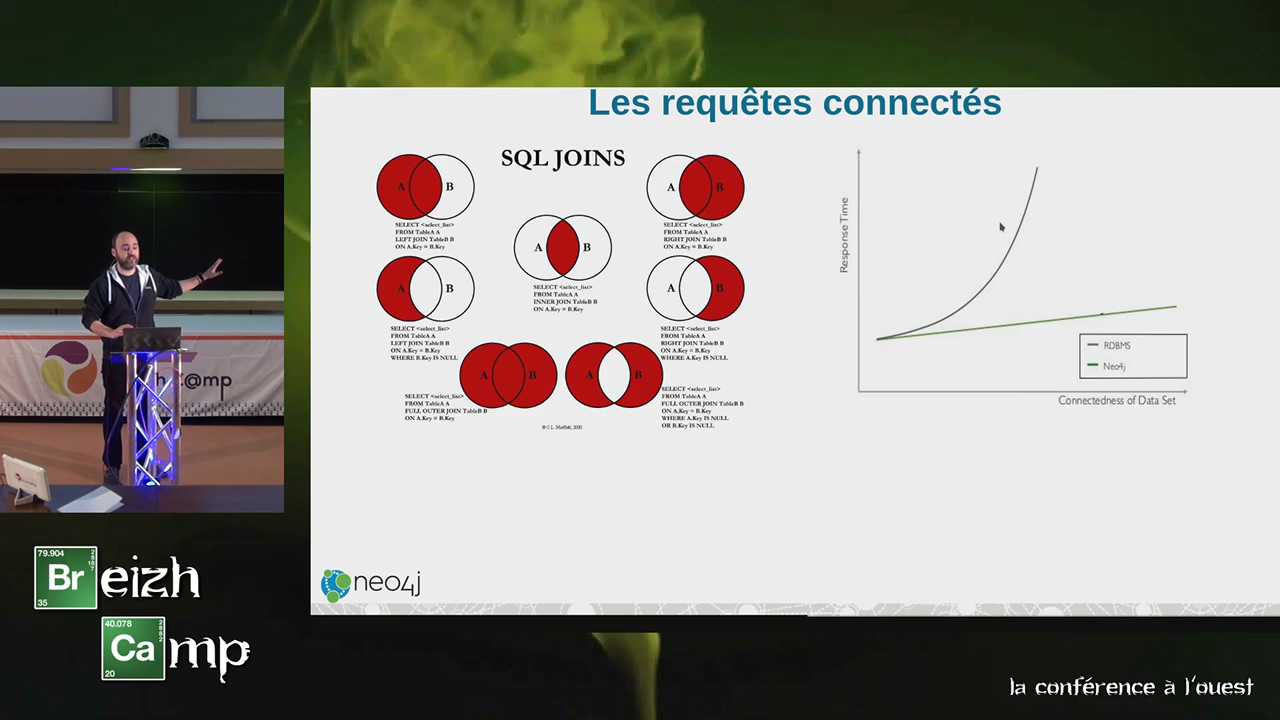 Les requêtes connectés
SQL JOINS
A
B
SELECT <select_list>
FROM TableA A
LEFT JOIN TableB B
ON A.Key = B.Key
A
B
SELECT <select_list>
FROM TableA A
RIGHT JOIN TableB B
ON A.Key = B.Key
A
B
SELECT <select_list>
FROM TableA A
INNER JOIN TableB B
ON A.Key = B.Key
A
B
SELECT <select_list>
FROM TableA A
LEFT JOIN TableB B
ON A.Key = B.Key
WHERE B.Key IS NULL
A
B
SELECT <select_list>
FROM TableA A
RIGHT JOIN TableB B
ON A.Key = B.Key
WHERE A.Key IS NULL
A
B
SELECT <select_list>
FROM TableA A
FULL OUTER JOIN TableB B
ON A.Key = B.Key
A
B
SELECT <select_list>
FROM TableA A
FULL OUTER JOIN TableB B
ON A.Key = B.Key
WHERE A.Key IS NULL
OR B.Key IS NULL
© C.L. Moffatt, 2008
Response Time
RDBMS
Neo4j
Connectedness of Data Set
neo4j
C@mp
79.904
Breizh
35
40.078
Camp
20
la conférence à l'ouest